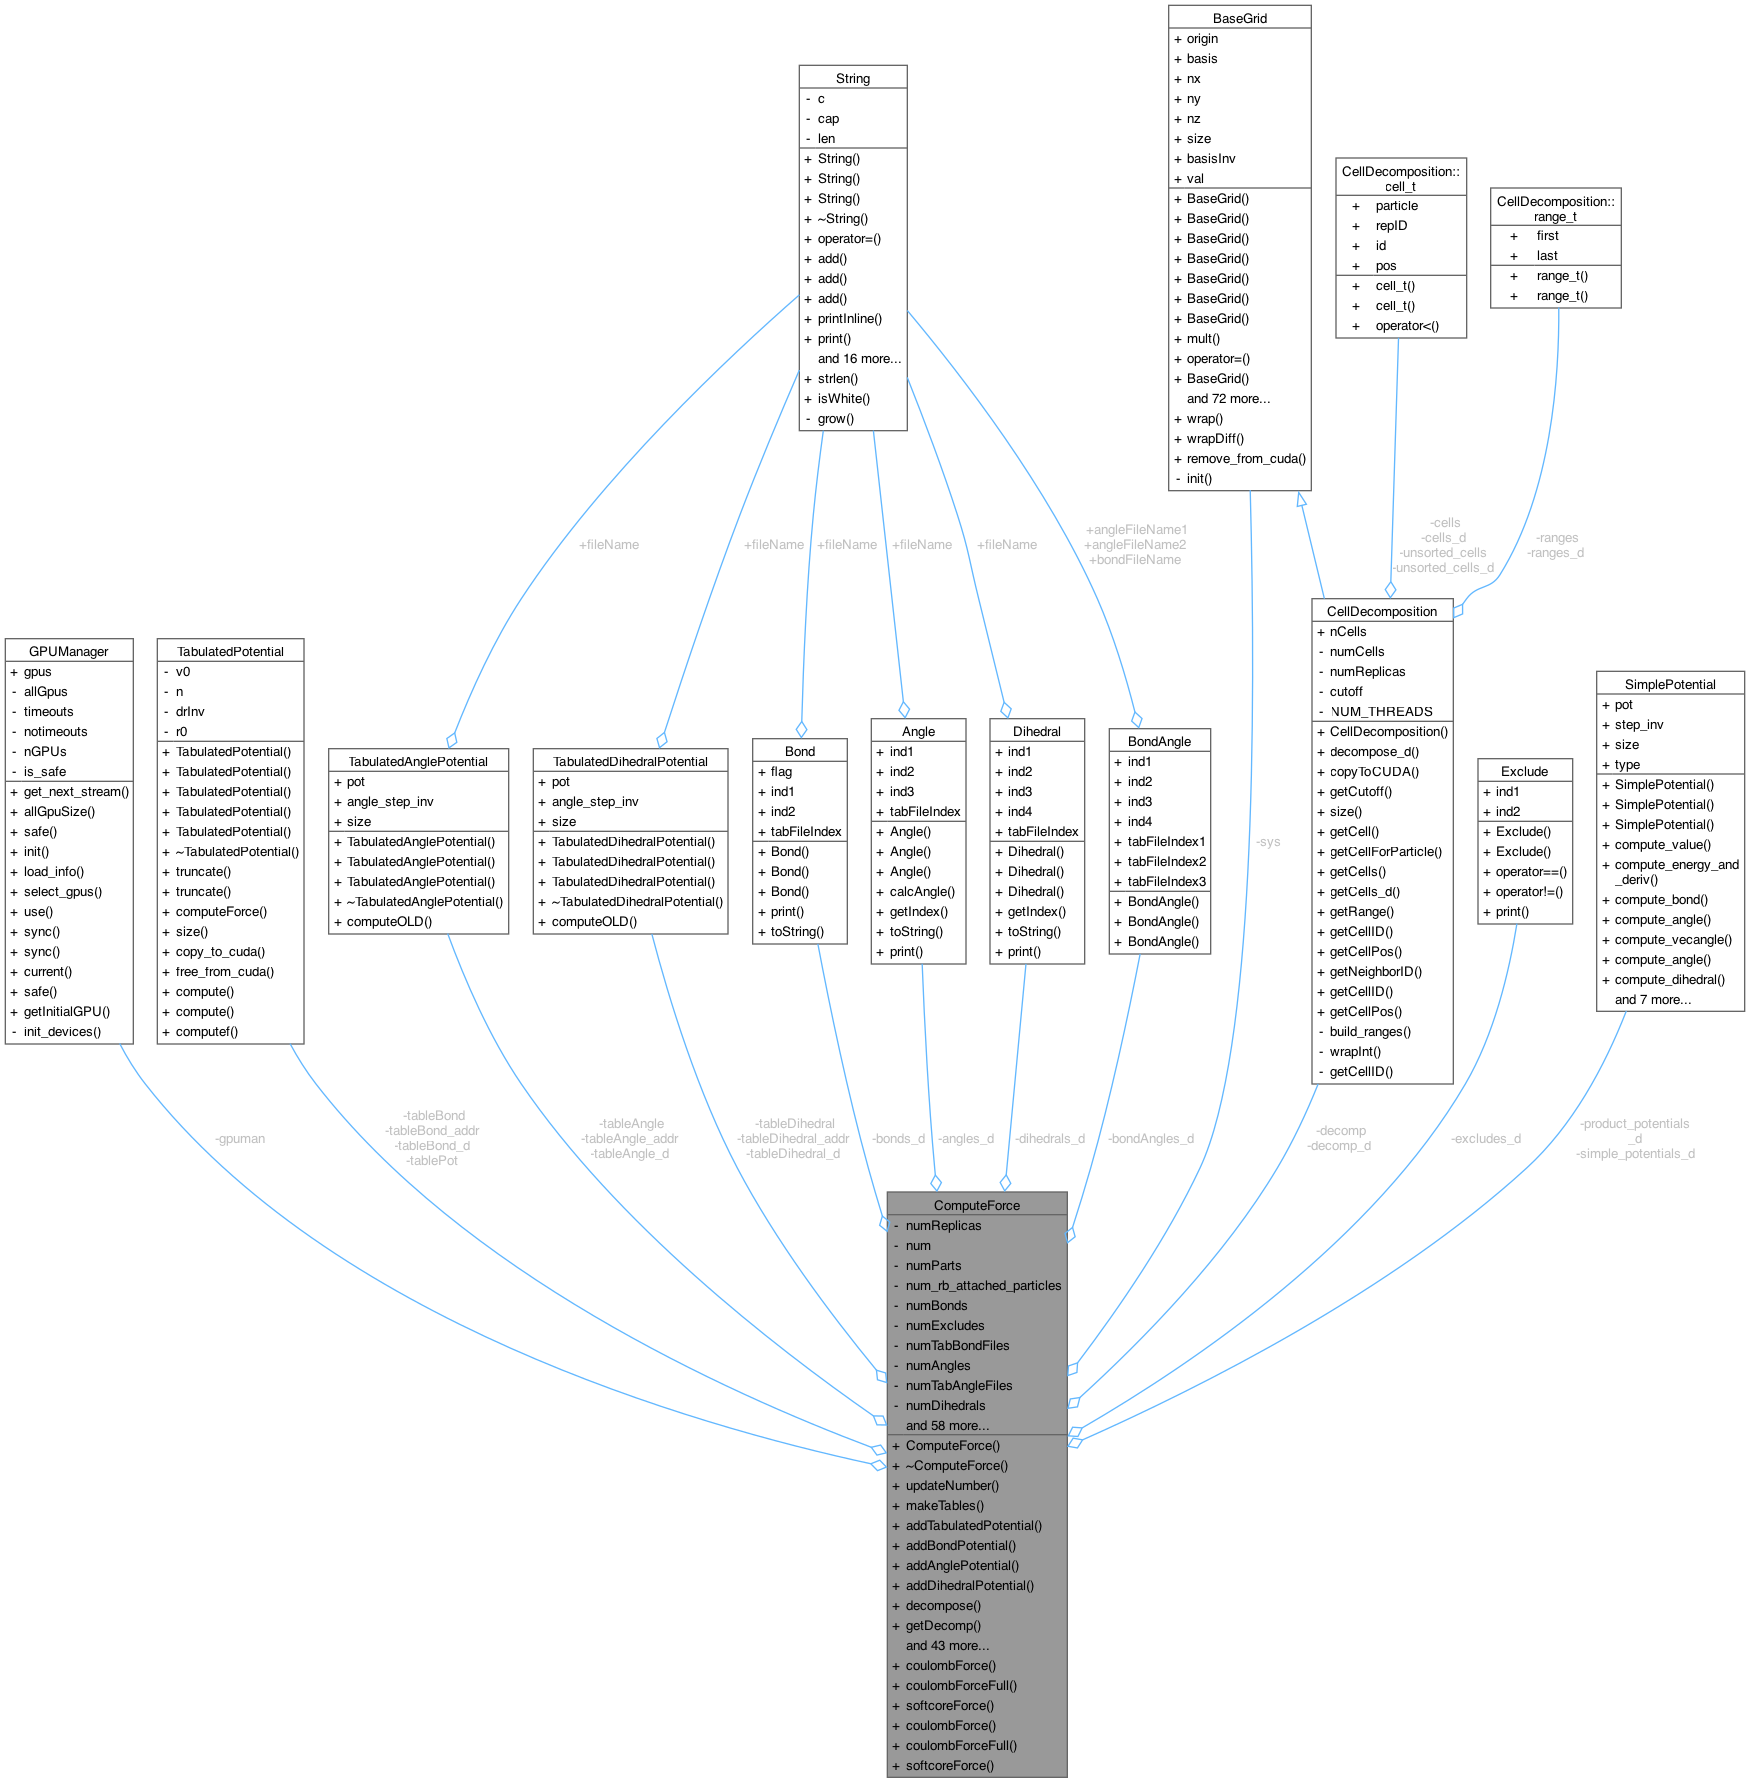 BaseGrid
+ origin
+ basis
+ nx
+ ny
+ nz
+ size
+ basisInv
+ val
+ BaseGrid()
+ BaseGrid()
+ BaseGrid()
+ BaseGrid()
+ BaseGrid()
+ BaseGrid()
+ BaseGrid()
+ mult()
+ operator=()
+ BaseGrid()
and 72 more...
+ wrap()
+ wrapDiff()
+ remove_from_cuda()
- init()
String
- c
- cap
- len
+ String()
+ String()
+ String()
+ ~String()
+ operator=()
+ add()
+ add()
+ add()
+ printInline()
+ print()
and 16 more...
+ strlen()
+ isWhite()
- grow()
CellDecomposition::
cell_t
+ particle
+ repID
+ id
+ pos
+ cell_t()
+ cell_t()
+ operator<()
CellDecomposition::
range_t
+ first
+ last
+ range_t()
+ range_t()
+fileName
+fileName
+fileName
+fileName
+fileName
+angleFileName1
+angleFileName2
+bondFileName
-cells
-cells_d
-unsorted_cells
-unsorted_cells_d
-ranges
-ranges_d
GPUManager
+ gpus
- allGpus
- timeouts
- notimeouts
- nGPUs
- is_safe
+ get_next_stream()
+ allGpuSize()
+ safe()
+ init()
+ load_info()
+ select_gpus()
+ use()
+ sync()
+ sync()
+ current()
+ safe()
+ getInitialGPU()
- init_devices()
TabulatedPotential
- v0
- n
- drInv
- r0
+ TabulatedPotential()
+ TabulatedPotential()
+ TabulatedPotential()
+ TabulatedPotential()
+ TabulatedPotential()
+ ~TabulatedPotential()
+ truncate()
+ truncate()
+ computeForce()
+ size()
+ copy_to_cuda()
+ free_from_cuda()
+ compute()
+ compute()
+ computef()
TabulatedAnglePotential
+ pot
+ angle_step_inv
+ size
+ TabulatedAnglePotential()
+ TabulatedAnglePotential()
+ TabulatedAnglePotential()
+ ~TabulatedAnglePotential()
+ computeOLD()
TabulatedDihedralPotential
+ pot
+ angle_step_inv
+ size
+ TabulatedDihedralPotential()
+ TabulatedDihedralPotential()
+ TabulatedDihedralPotential()
+ ~TabulatedDihedralPotential()
+ computeOLD()
Bond
+ flag
+ ind1
+ ind2
+ tabFileIndex
+ Bond()
+ Bond()
+ Bond()
+ print()
+ toString()
Angle
+ ind1
+ ind2
+ ind3
+ tabFileIndex
+ Angle()
+ Angle()
+ Angle()
+ calcAngle()
+ getIndex()
+ toString()
+ print()
Dihedral
+ ind1
+ ind2
+ ind3
+ ind4
+ tabFileIndex
+ Dihedral()
+ Dihedral()
+ Dihedral()
+ getIndex()
+ toString()
+ print()
BondAngle
+ ind1
+ ind2
+ ind3
+ ind4
+ tabFileIndex1
+ tabFileIndex2
+ tabFileIndex3
+ BondAngle()
+ BondAngle()
+ BondAngle()
-sys
CellDecomposition
+ nCells
- numCells
- numReplicas
- cutoff
- NUM_THREADS
+ CellDecomposition()
+ decompose_d()
+ copyToCUDA()
+ getCutoff()
+ size()
+ getCell()
+ getCellForParticle()
+ getCells()
+ getCells_d()
+ getRange()
+ getCellID()
+ getCellPos()
+ getNeighborID()
+ getCellID()
+ getCellPos()
- build_ranges()
- wrapInt()
- getCellID()
Exclude
+ ind1
+ ind2
+ Exclude()
+ Exclude()
+ operator==()
+ operator!=()
+ print()
SimplePotential
+ pot
+ step_inv
+ size
+ type
+ SimplePotential()
+ SimplePotential()
+ SimplePotential()
+ compute_value()
+ compute_energy_and
_deriv()
+ compute_bond()
+ compute_angle()
+ compute_vecangle()
+ compute_angle()
+ compute_dihedral()
and 7 more...
-gpuman
-tableBond
-tableBond_addr
-tableBond_d
-tablePot
-tableAngle
-tableAngle_addr
-tableAngle_d
-tableDihedral
-tableDihedral_addr
-tableDihedral_d
-bonds_d
-angles_d
-dihedrals_d
-bondAngles_d
-decomp
-decomp_d
-excludes_d
-product_potentials
_d
-simple_potentials_d
ComputeForce
- numReplicas
- num
- numParts
- num_rb_attached_particles
- numBonds
- numExcludes
- numTabBondFiles
- numAngles
- numTabAngleFiles
- numDihedrals
and 58 more...
+ ComputeForce()
+ ~ComputeForce()
+ updateNumber()
+ makeTables()
+ addTabulatedPotential()
+ addBondPotential()
+ addAnglePotential()
+ addDihedralPotential()
+ decompose()
+ getDecomp()
and 43 more...
+ coulombForce()
+ coulombForceFull()
+ softcoreForce()
+ coulombForce()
+ coulombForceFull()
+ softcoreForce()